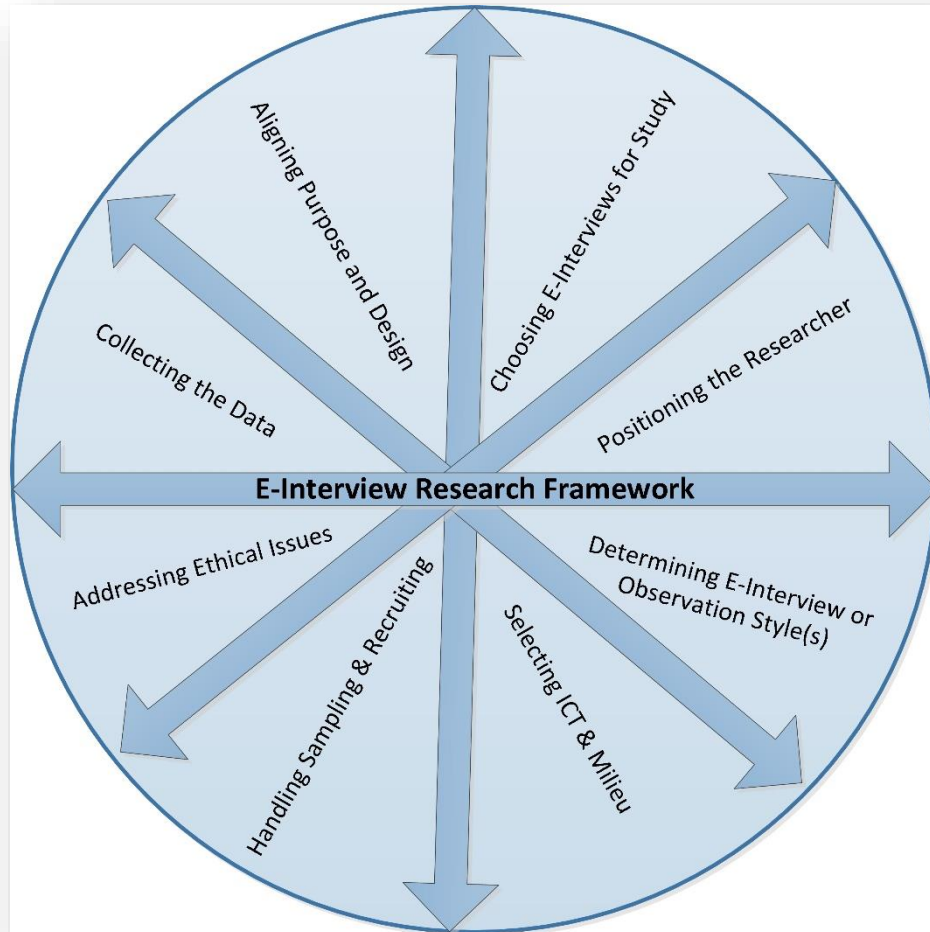 Aligning Purpose and Design
Choosing E-Interviews for Study
Positioning the Researcher
Collecting the Data
E-Interview Research Framework
Addressing Ethical Issues
Determining E-Interview or
Observation Style(s)
Handling Sampling & Recruiting
Selecting ICT & Milieu